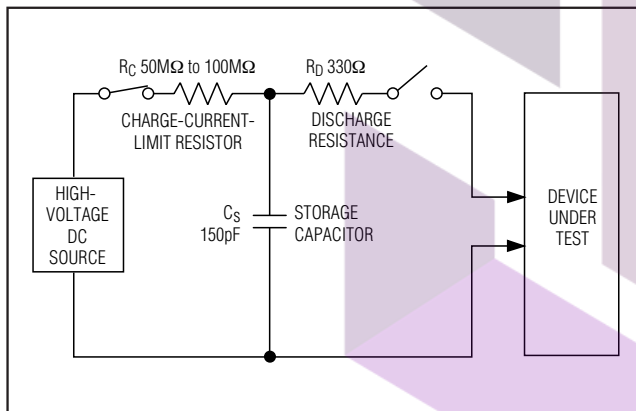 R_C 50MΩ to 100MΩ
CHARGE-CURRENT-
LIMIT RESISTOR
R_D 330Ω
DISCHARGE
RESISTANCE
HIGH-
VOLTAGE
DC
SOURCE
C_S
150pF
STORAGE
CAPACITOR
DEVICE
UNDER
TEST